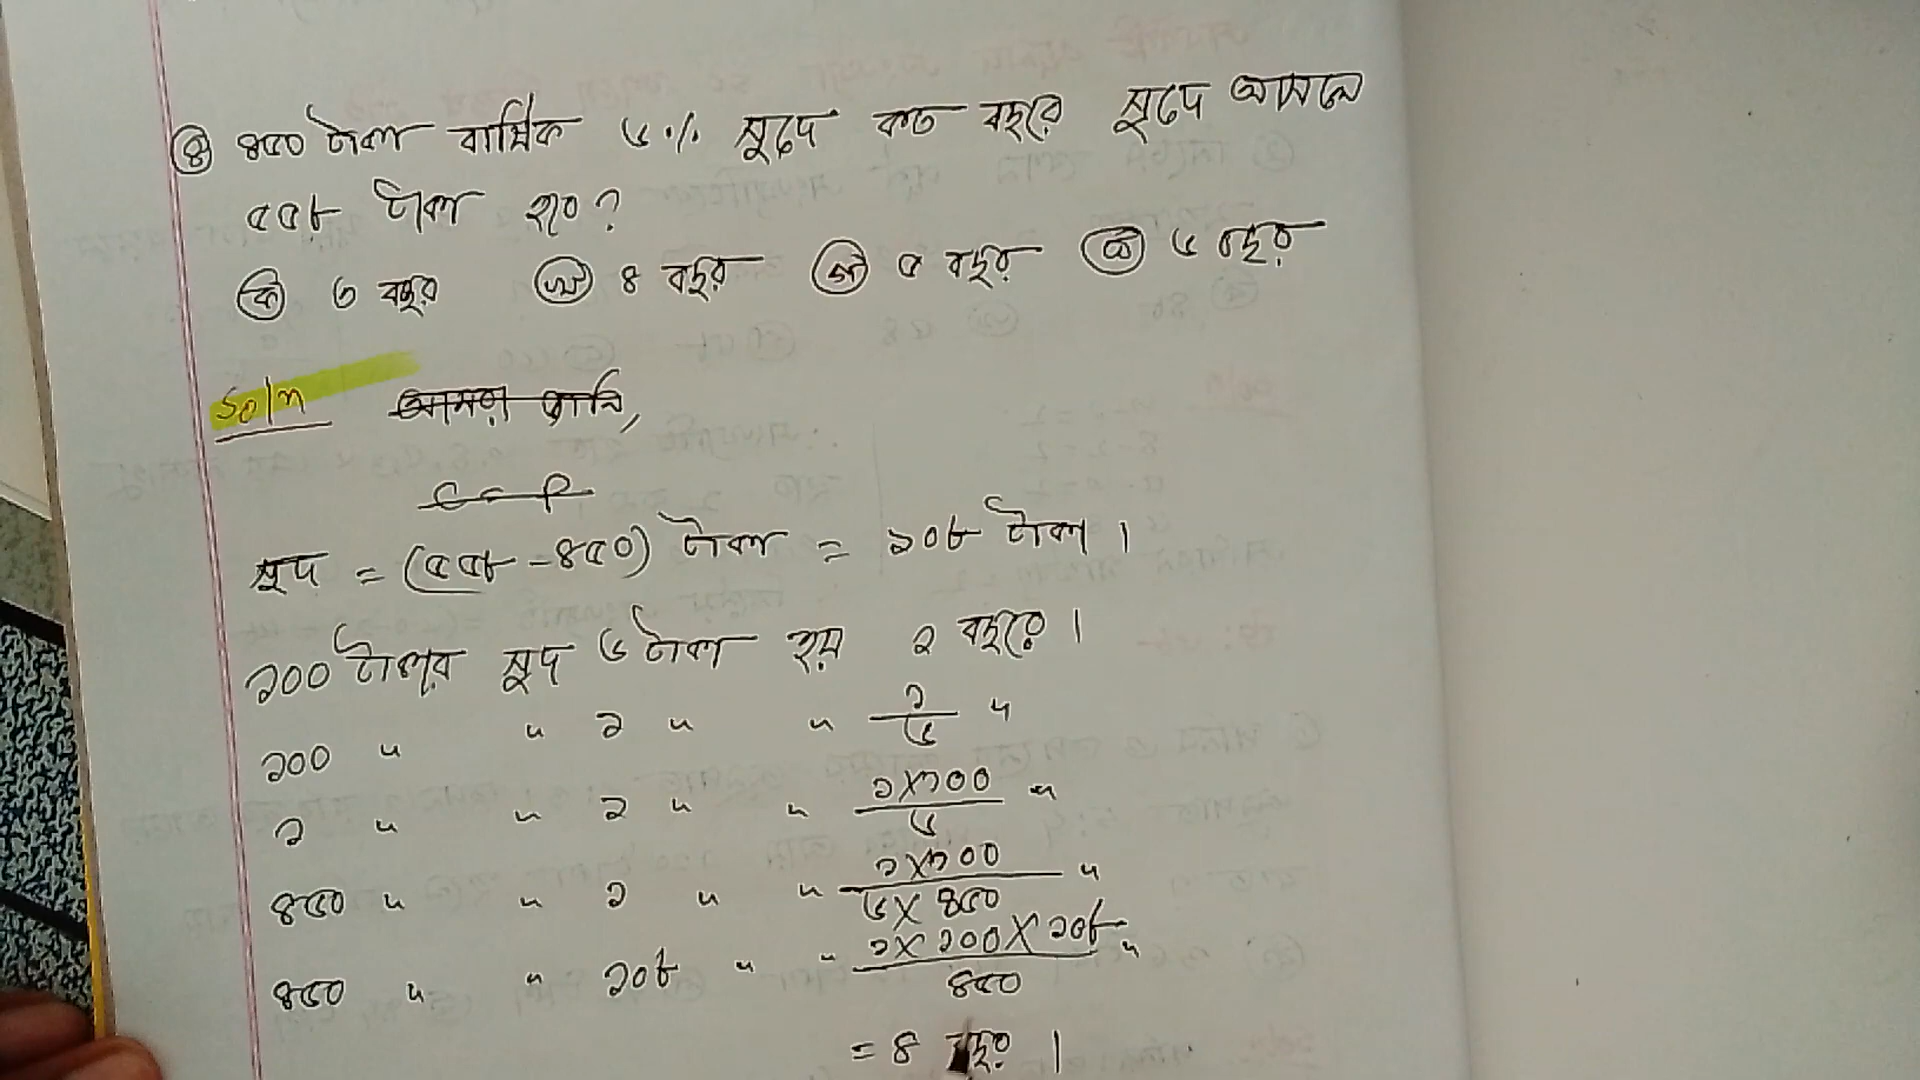 ৪ ৪৫০ টাকা বার্ষিক ৬% সুদে কত বছরে সুদে আসলে
৫৫৮ টাকা হবে?
ক ৩ বছর খ ৪ বছর গ ৫ বছর ঘ ৬ বছর
Soln আমরা জানি,
সুদ = (৫৫৮-৪৫০) টাকা = ১০৮ টাকা।
১০০ টাকার সুদ ৬ টাকা হয় ১ বছরে।
১০০ " " ১ " " ১/৬ "
১ " " ১ " " ১×১০০/৬ "
৪৫০ " " ১ " " ১×১০০/৬×৪৫০ "
৪৫০ " " ১০৮ " " ১×১০০×১০৮/৪৫০ "
= ৪ বছর।